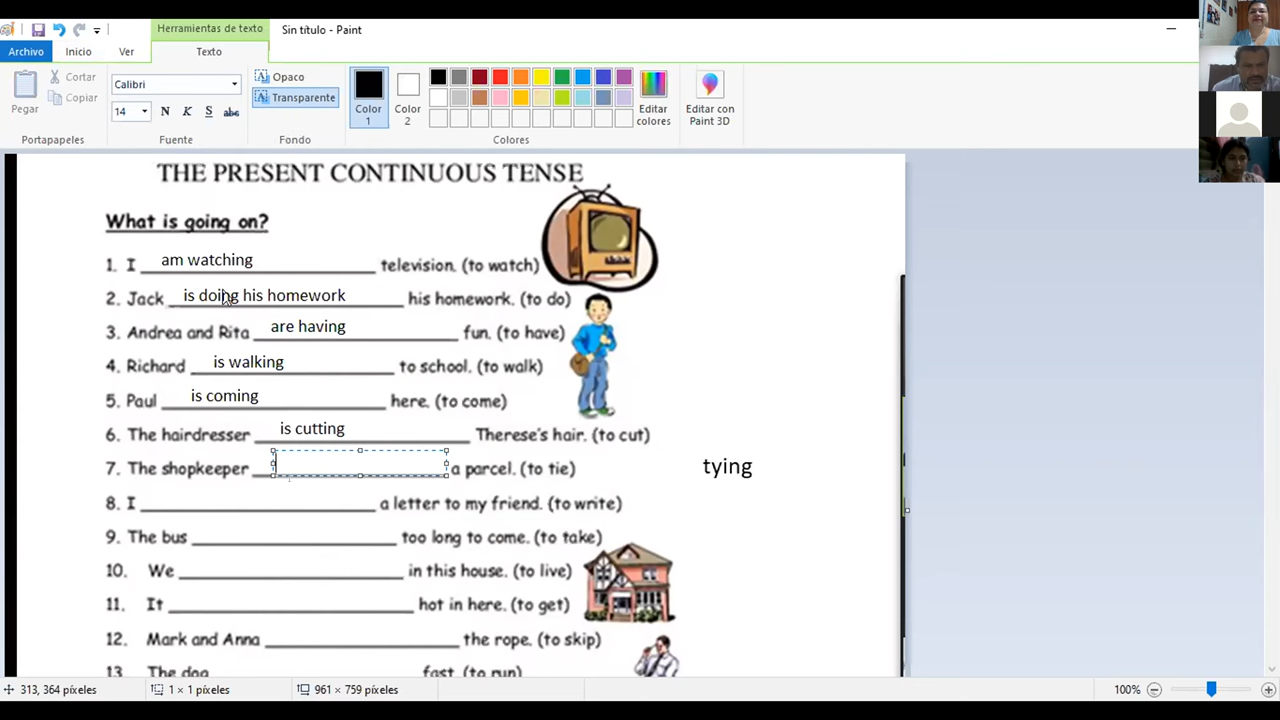 Herramientas de texto
Sin título - Paint
Archivo Inicio Ver Texto
Pegar
Cortar
Copiar
Portapapeles
Calibri
14 N K S abc
Fuente
Opaco
Transparente
Fondo
Color 1
Color 2
Editar colores
Colores
Editar con Paint 3D
THE PRESENT CONTINUOUS TENSE
What is going on?
1. I am watching television. (to watch)
2. Jack is doing his homework his homework. (to do)
3. Andrea and Rita are having fun. (to have)
4. Richard is walking to school. (to walk)
5. Paul is coming here. (to come)
6. The hairdresser is cutting Therese's hair. (to cut)
7. The shopkeeper a parcel. (to tie) tying
8. I a letter to my friend. (to write)
9. The bus too long to come. (to take)
10. We in this house. (to live)
11. It hot in here. (to get)
12. Mark and Anna the rope. (to skip)
13. The dog fast. (to run)
313, 364 píxeles 1 × 1 píxeles 961 × 759 píxeles 100%